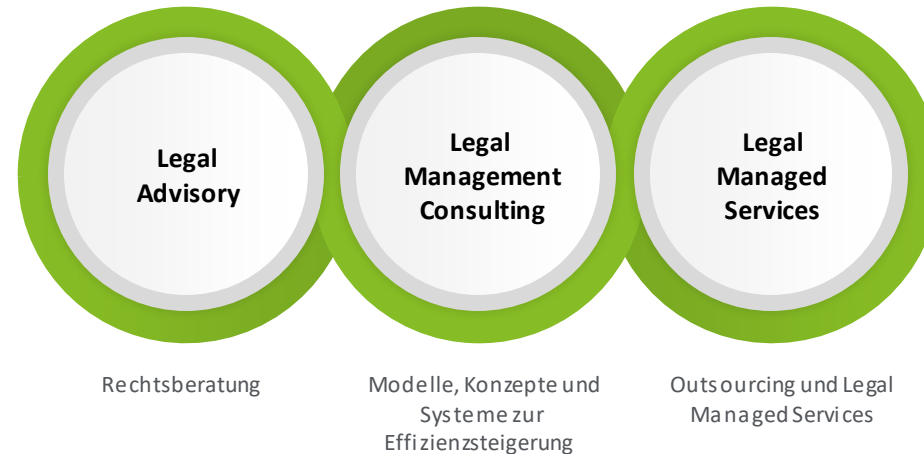 Legal
Advisory
Legal
Management
Consulting
Legal
Managed
Services
Rechtsberatung
Modelle, Konzepte und
Systeme zur
Effizienzsteigerung
Outsourcing und Legal
Managed Services